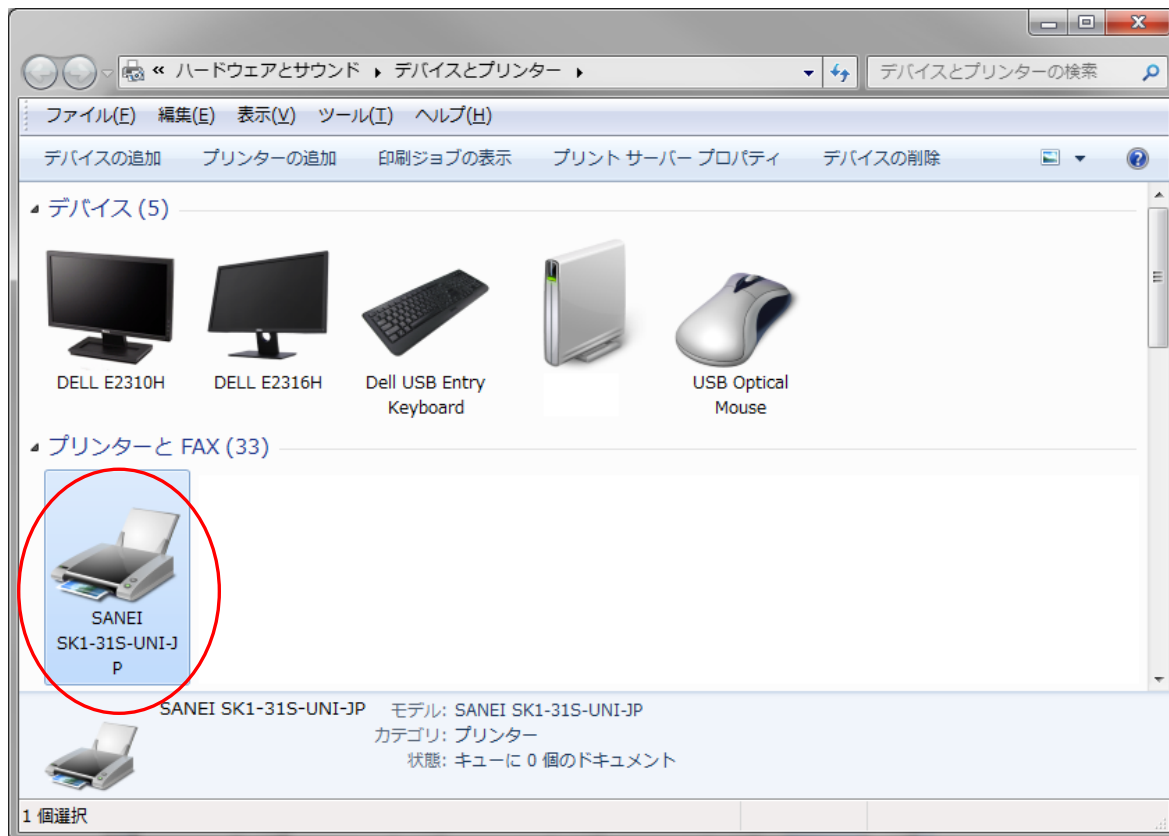 « ハードウェアとサウンド ▸ デバイスとプリンター ▸ デバイスとプリンターの検索
ファイル(F) 編集(E) 表示(V) ツール(T) ヘルプ(H)
デバイスの追加 プリンターの追加 印刷ジョブの表示 プリント サーバー プロパティ デバイスの削除
デバイス (5)
DELL E2310H
DELL E2316H
Dell USB Entry
Keyboard
USB Optical
Mouse
プリンターと FAX (33)
SANEI
SK1-31S-UNI-J
P
SANEI SK1-31S-UNI-JP モデル: SANEI SK1-31S-UNI-JP
カテゴリ: プリンター
状態: キューに 0 個のドキュメント
1 個選択